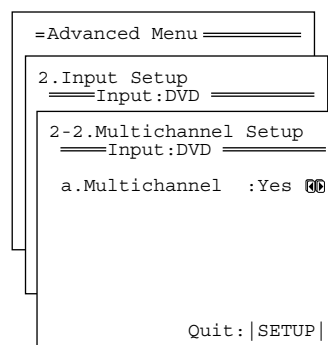 Advanced Menu
2.Input Setup
Input:DVD
2-2.Multichannel Setup
Input:DVD
a.Multichannel :Yes
Quit:|SETUP|